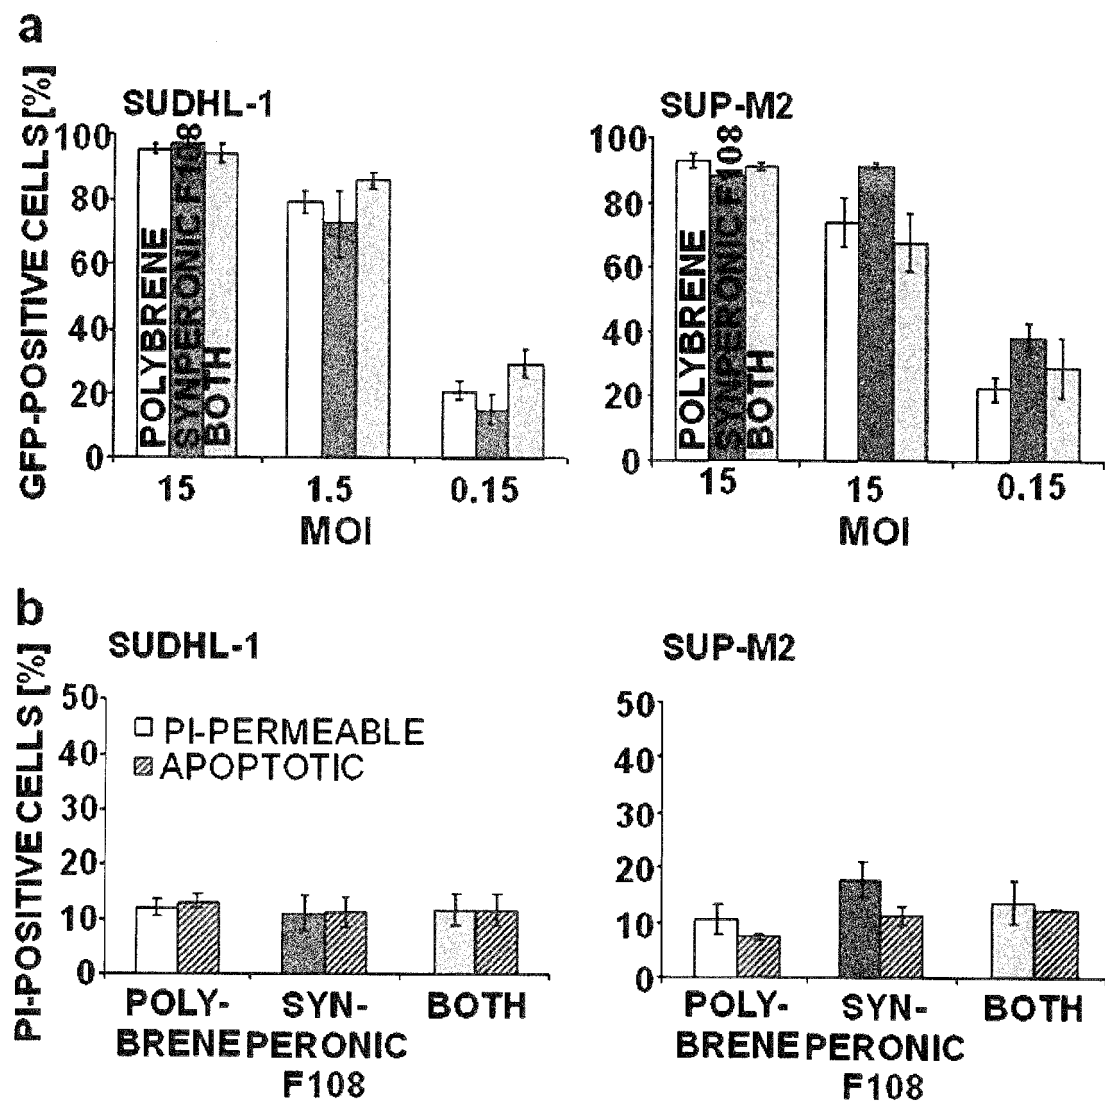 a
GFP-POSITIVE CELLS [%]
SUDHL-1
100
80
60
40
20
0
POLYBRENE
SYNPERONIC F108
BOTH
15 1.5 0.15
MOI
SUP-M2
100
80
60
40
20
0
POLYBRENE
SYNPERONIC F108
BOTH
15 15 0.15
MOI
b
PI-POSITIVE CELLS [%]
SUDHL-1
50
40
30
20
10
0
PI-PERMEABLE
APOPTOTIC
POLY- SYN- BOTH
BRENE PERONIC
F108
SUP-M2
50
40
30
20
10
0
POLY- SYN- BOTH
BRENE PERONIC
F108